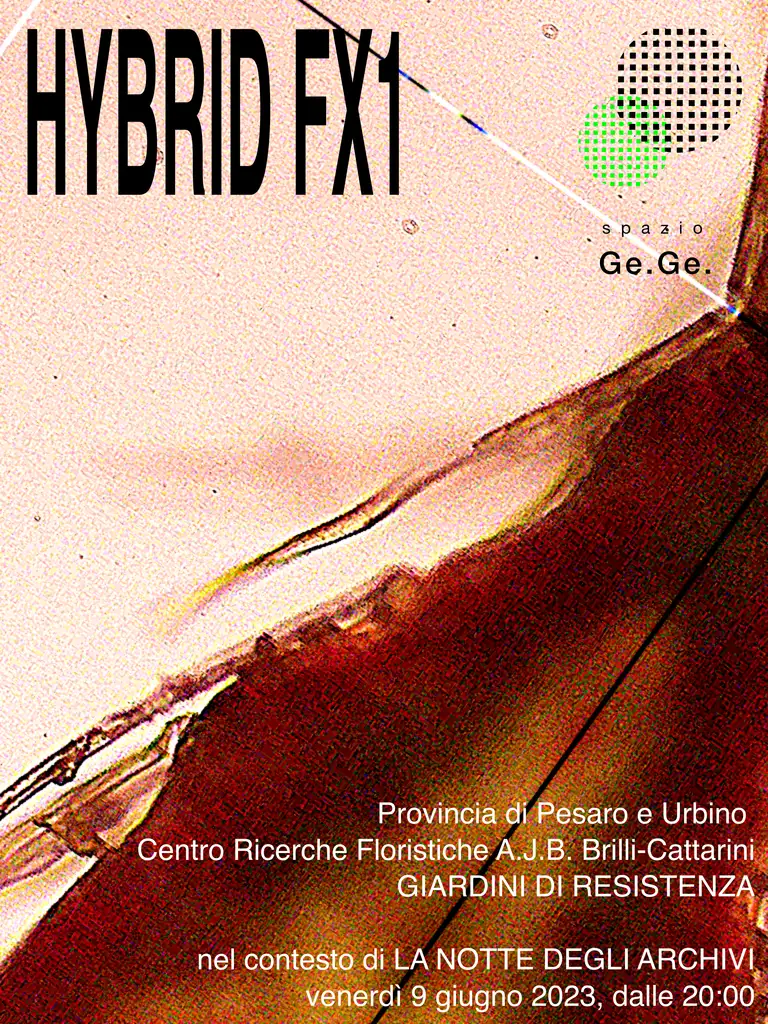 HYBRID FX1
spazio
Ge.Ge.
Provincia di Pesaro e Urbino
Centro Ricerche Floristiche A.J.B. Brilli-Cattarini
GIARDINI DI RESISTENZA
nel contesto di LA NOTTE DEGLI ARCHIVI
venerdì 9 giugno 2023, dalle 20:00